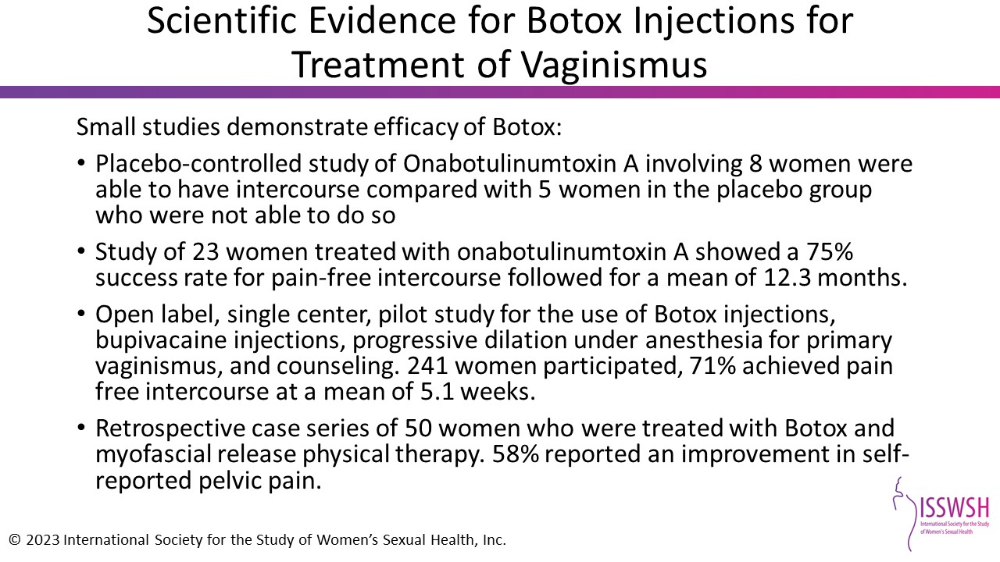 Scientific Evidence for Botox Injections for
Treatment of Vaginismus
Small studies demonstrate efficacy of Botox:
• Placebo-controlled study of Onabotulinumtoxin A involving 8 women were
able to have intercourse compared with 5 women in the placebo group
who were not able to do so
• Study of 23 women treated with onabotulinumtoxin A showed a 75%
success rate for pain-free intercourse followed for a mean of 12.3 months.
• Open label, single center, pilot study for the use of Botox injections,
bupivacaine injections, progressive dilation under anesthesia for primary
vaginismus, and counseling. 241 women participated, 71% achieved pain
free intercourse at a mean of 5.1 weeks.
• Retrospective case series of 50 women who were treated with Botox and
myofascial release physical therapy. 58% reported an improvement in self-
reported pelvic pain.
ISSWSH
International Society for the Study
of Women's Sexual Health
© 2023 International Society for the Study of Women’s Sexual Health, Inc.